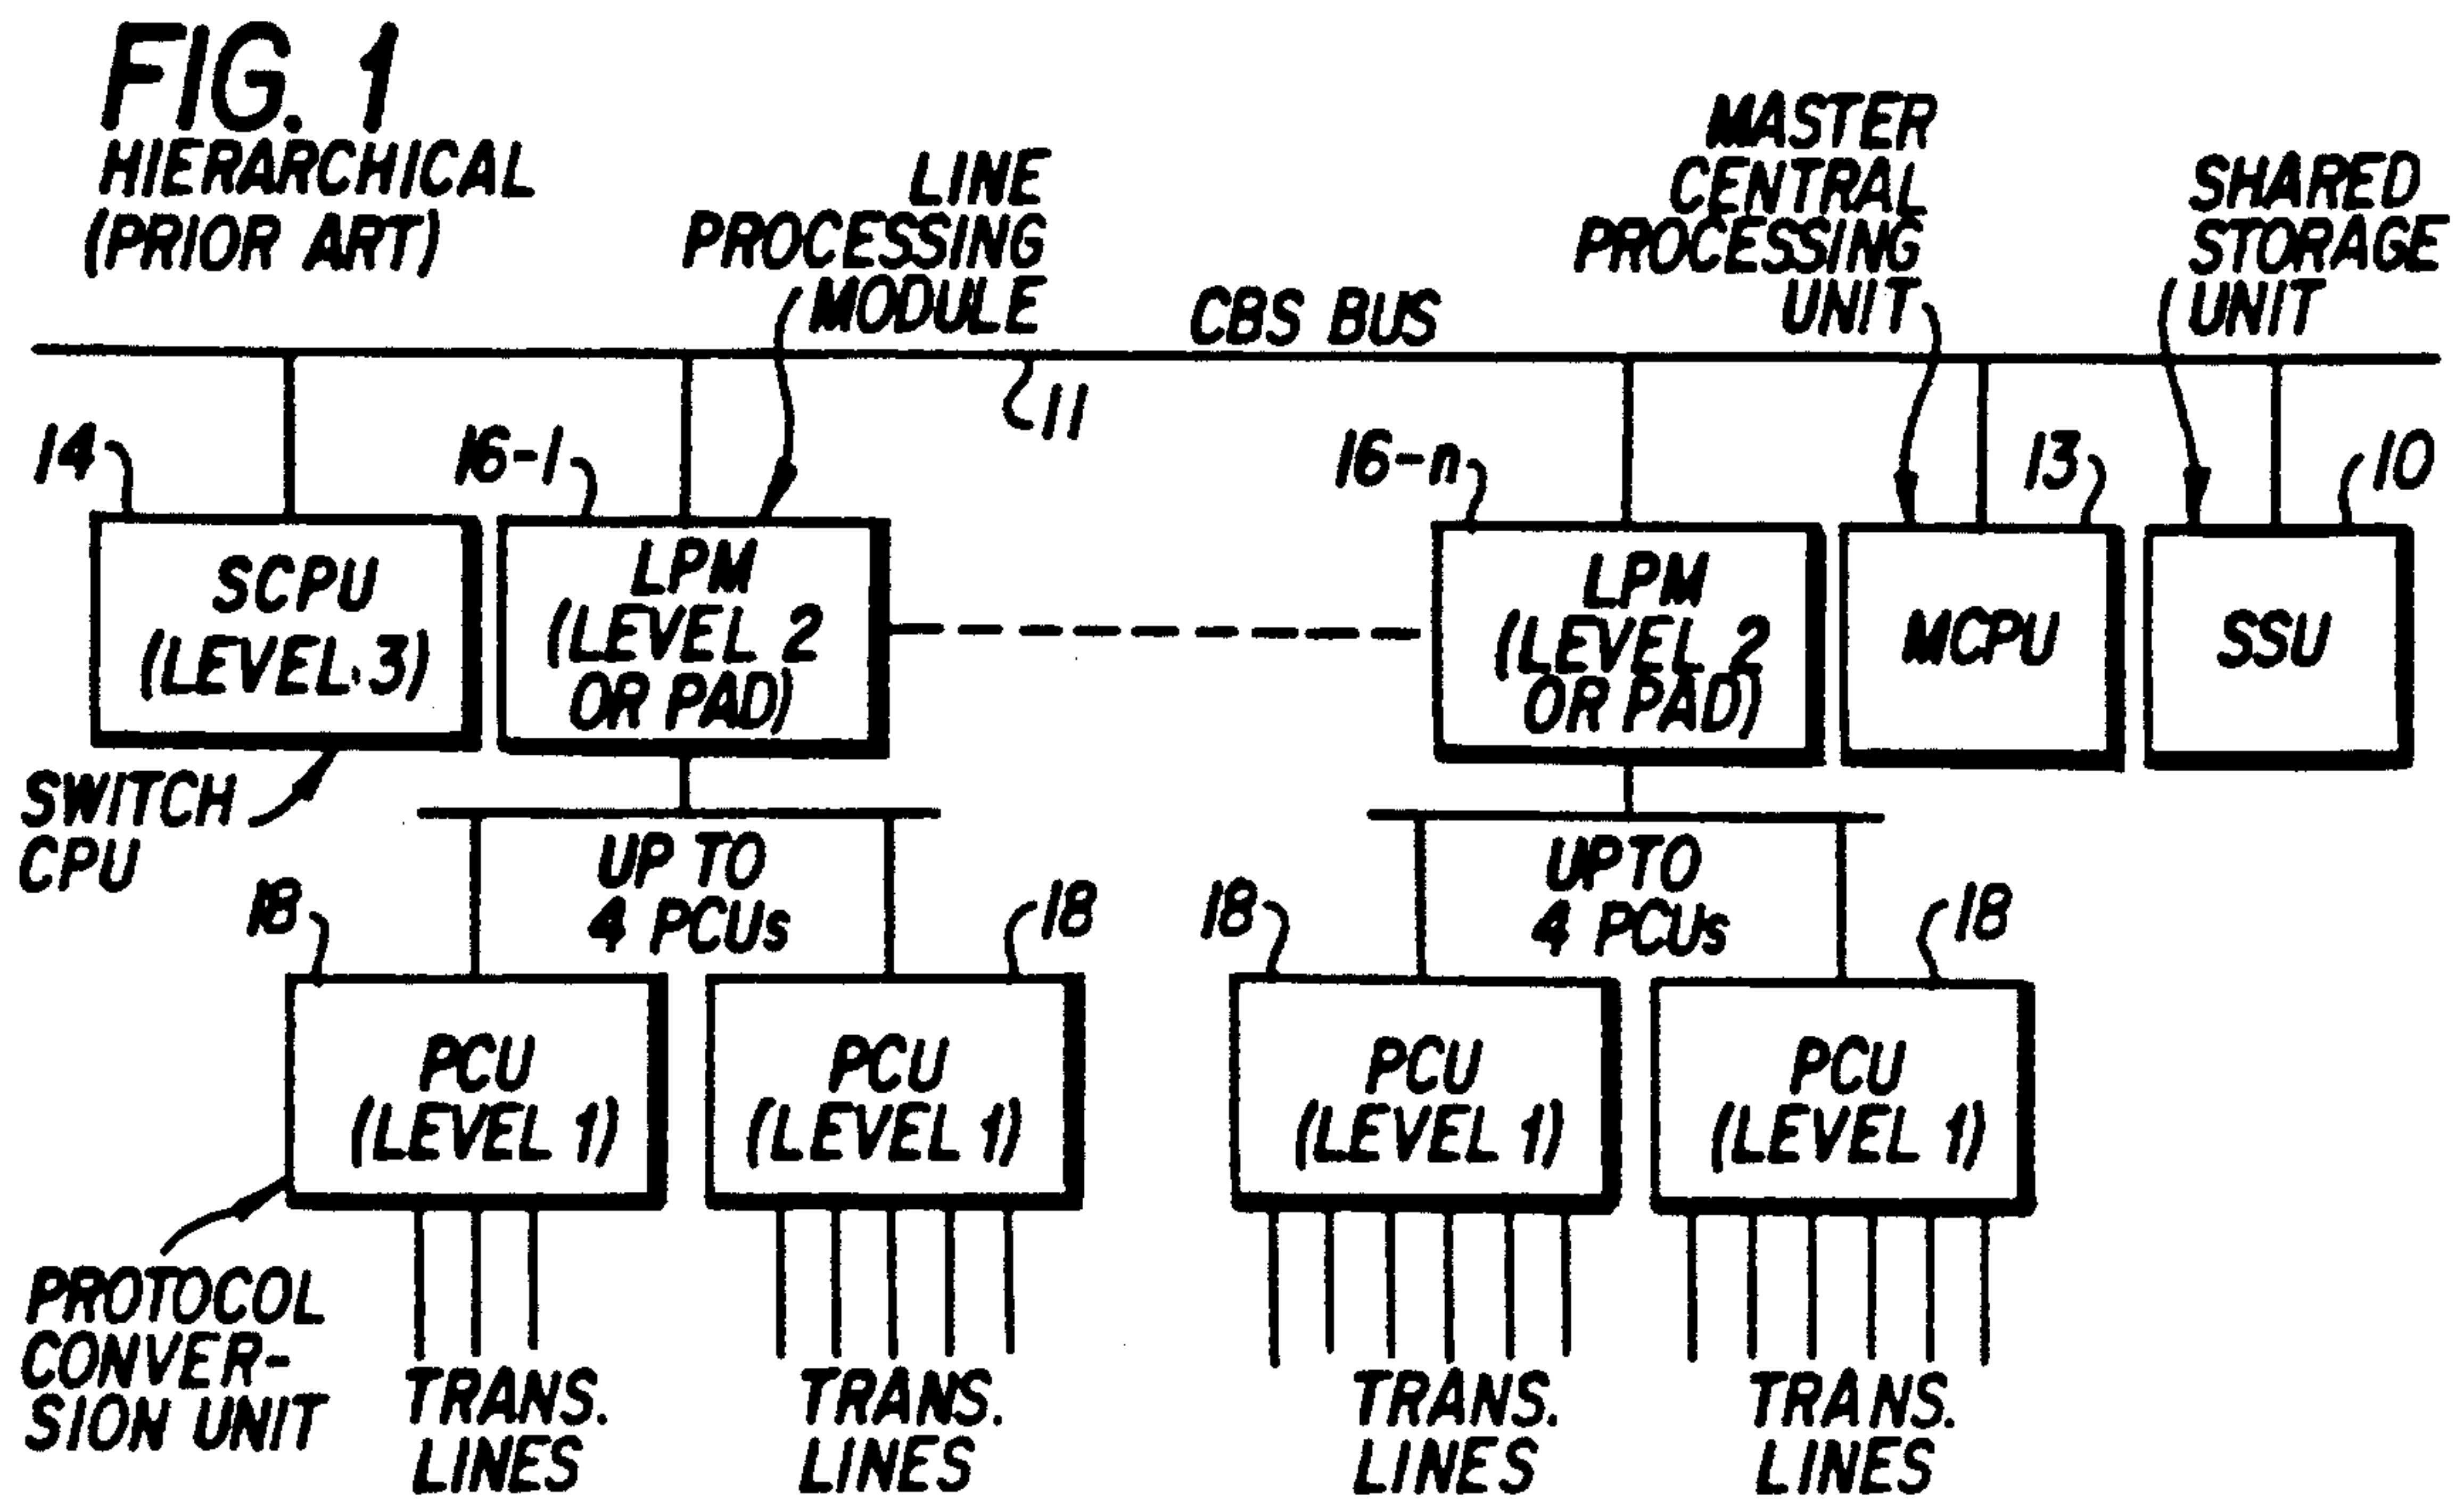 FIG. 1
HIERARCHICAL
(PRIOR ART)
LINE
PROCESSING
MODULE
CBS BUS
MASTER
CENTRAL
PROCESSING
UNIT
SHARED
STORAGE
UNIT
11
14
16-1
16-n
13
10
SCPU
(LEVEL 3)
LPM
(LEVEL 2
OR PAD)
LPM
(LEVEL 2
OR PAD)
MCPU
SSU
SWITCH
CPU
UP TO
4 PCUs
UP TO
4 PCUs
18
18
18
18
PCU
(LEVEL 1)
PCU
(LEVEL 1)
PCU
(LEVEL 1)
PCU
(LEVEL 1)
PROTOCOL
CONVER-
SION UNIT
TRANS.
LINES
TRANS.
LINES
TRANS.
LINES
TRANS.
LINES